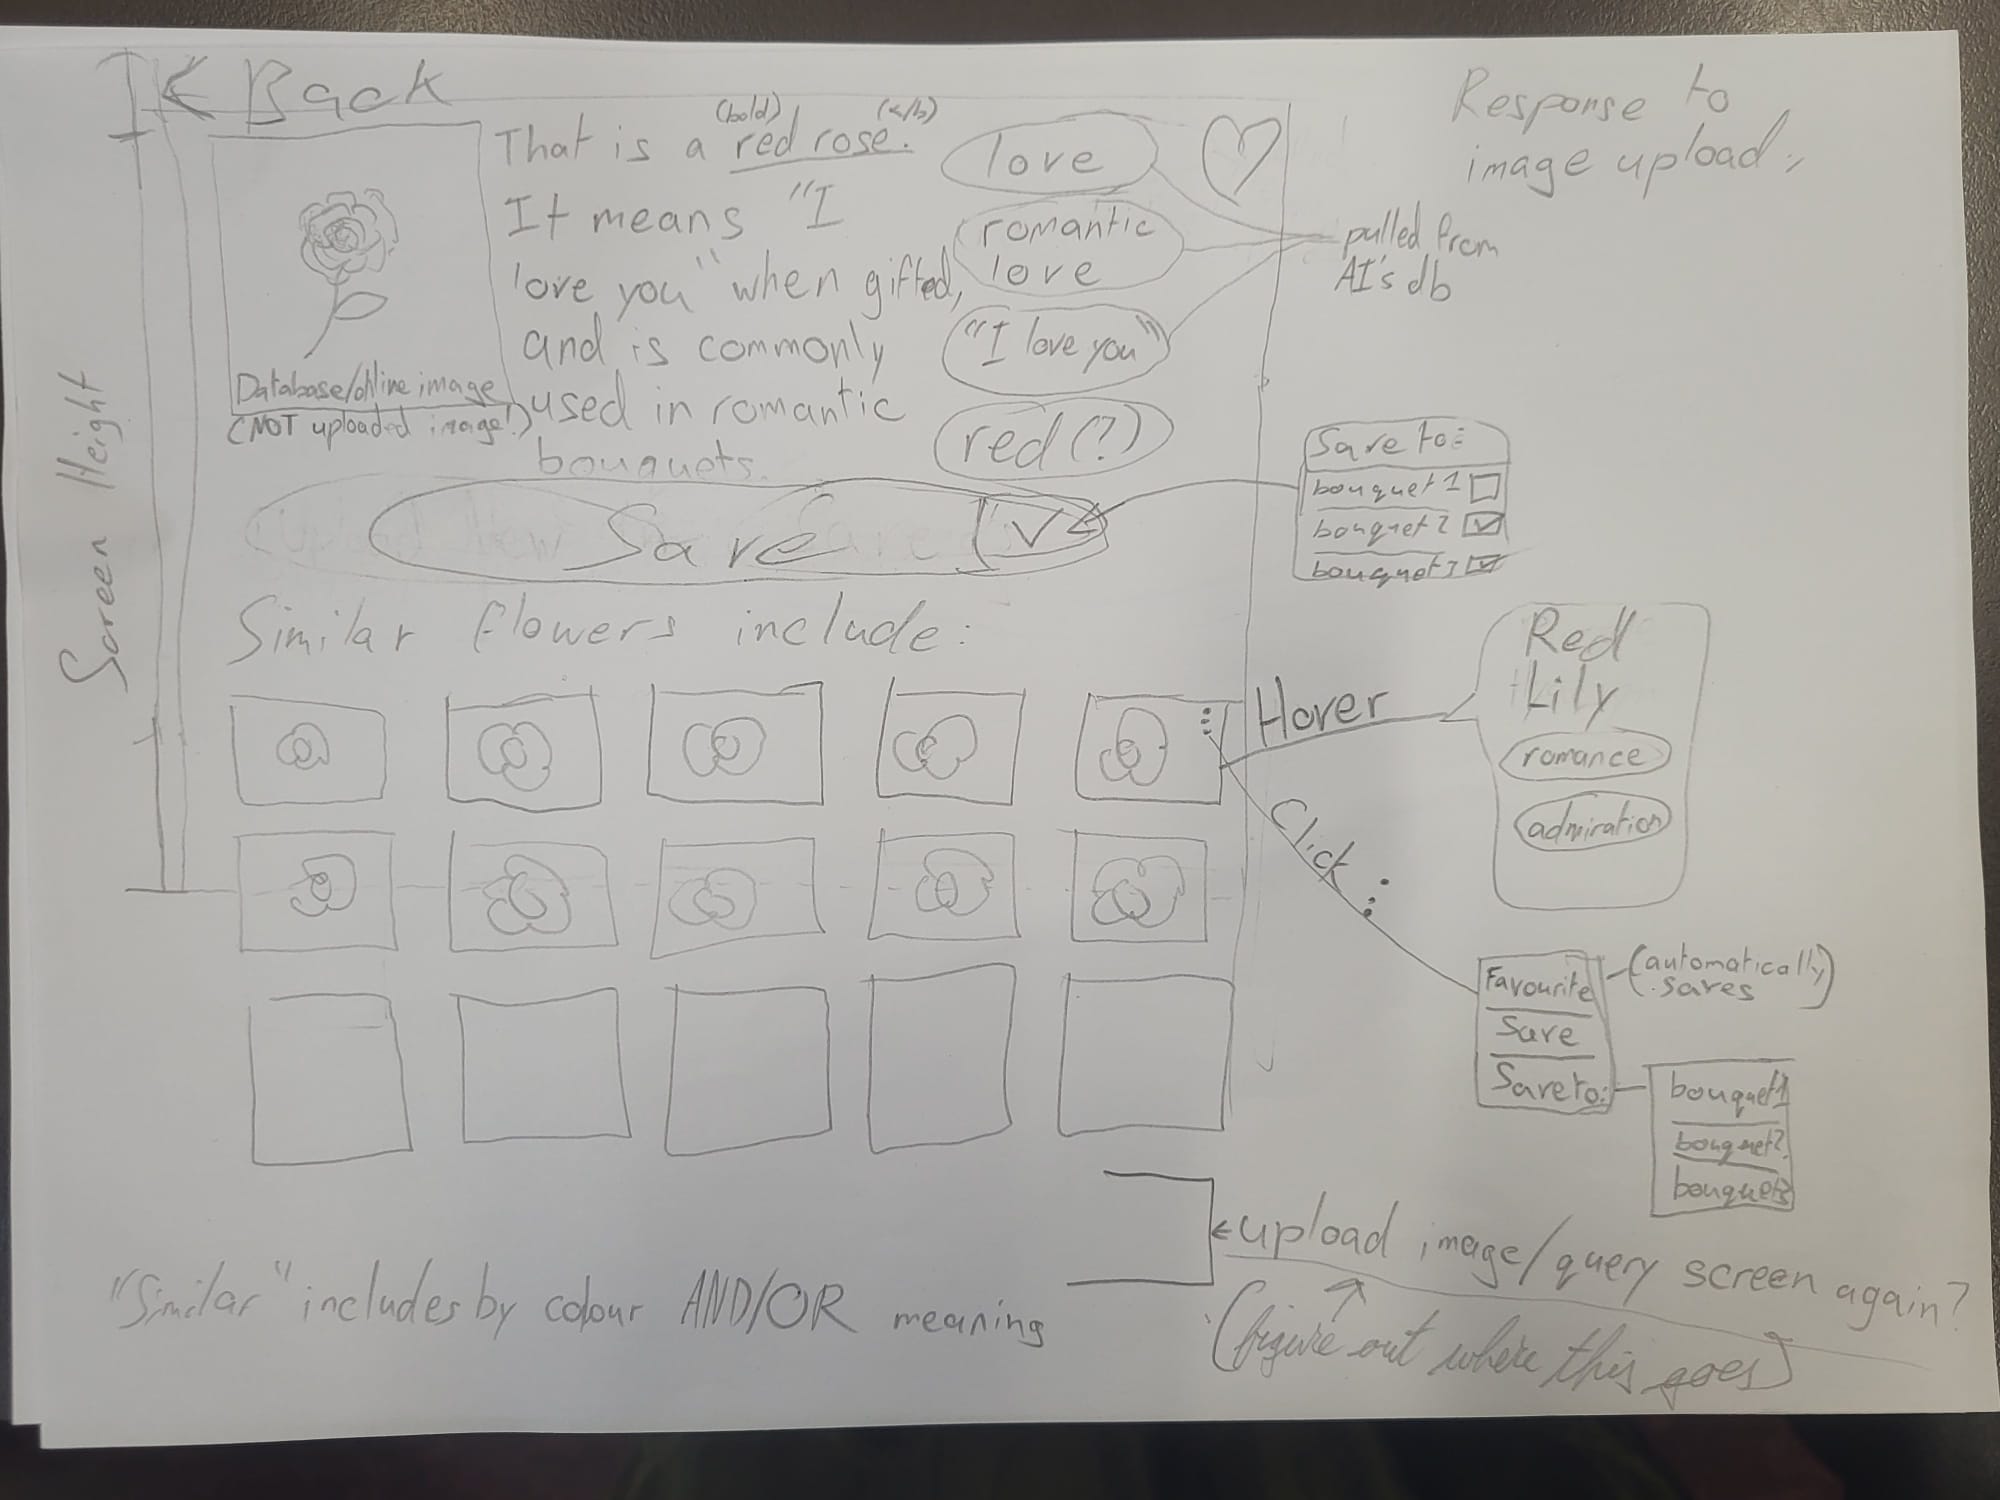 ← Back
Response to
image upload,
(bold) (</b)
That is a red rose.
It means "I
love you" when gifted,
and is commonly
used in romantic
bouquets.
love
romantic
love
"I love you"
red (?)
pulled from
AI's db
Database/online image
(NOT uploaded image!)
Screen Height
Save
Save to:
bouquet 1
bouquet 2
bouquet 3
Similar flowers include:
Hover
Red
Lily
romance
admiration
Click :
Favourite
(automatically
saves)
Save
Save to:
bouquet 1
bouquet 2
bouquet 3
← upload image/query screen again?
(figure out where this goes)
"Similar" includes by colour AND/OR meaning